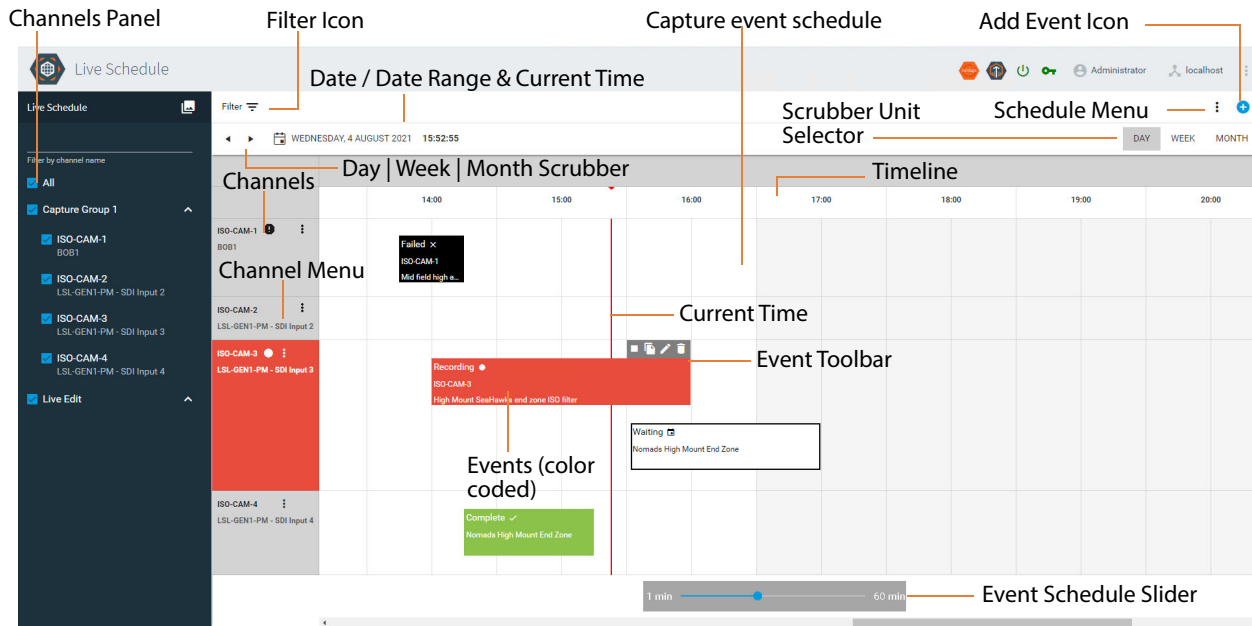 Channels Panel
Filter Icon
Capture event schedule
Add Event Icon
Live Schedule
Administrator
localhost
Date / Date Range & Current Time
Live Schedule
Filter
Scrubber Unit
Selector
Schedule Menu
WEDNESDAY, 4 AUGUST 2021 15:52:55
DAY WEEK MONTH
Filter by channel name
Day | Week | Month Scrubber
Timeline
All
Channels
14:00 15:00 16:00 17:00 18:00 19:00 20:00
Capture Group 1
ISO-CAM-1
BOB1
ISO-CAM-2
LSL-GEN1-PM - SDI Input 2
ISO-CAM-3
LSL-GEN1-PM - SDI Input 3
ISO-CAM-4
LSL-GEN1-PM - SDI Input 4
Live Edit
ISO-CAM-1
BOB1
Failed
ISO-CAM-1
Mid field high a...
Channel Menu
ISO-CAM-2
LSL-GEN1-PM - SDI Input 2
Current Time
ISO-CAM-3
LSL-GEN1-PM - SDI Input 3
Event Toolbar
Recording
ISO-CAM-3
High Mount SeaHawks end zone ISO filter
Waiting
Nomads High Mount End Zone
Events (color
coded)
ISO-CAM-4
LSL-GEN1-PM - SDI Input 4
Complete
Nomads High Mount End Zone
1 min 60 min
Event Schedule Slider